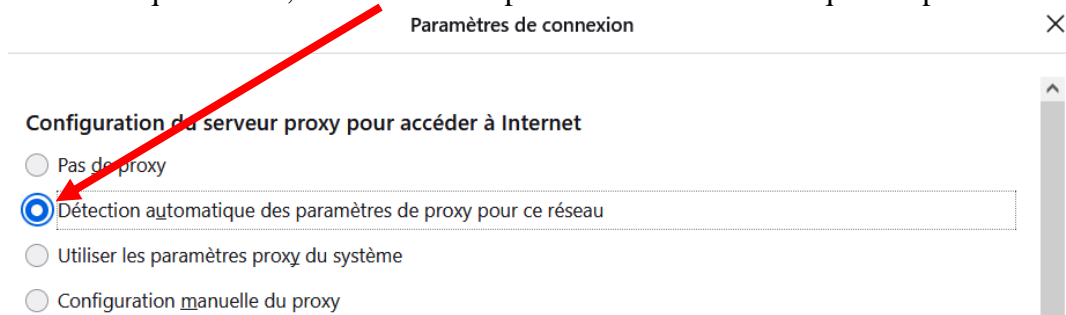 Paramètres de connexion
Configuration du serveur proxy pour accéder à Internet
Pas de proxy
Détection automatique des paramètres de proxy pour ce réseau
Utiliser les paramètres proxy du système
Configuration manuelle du proxy